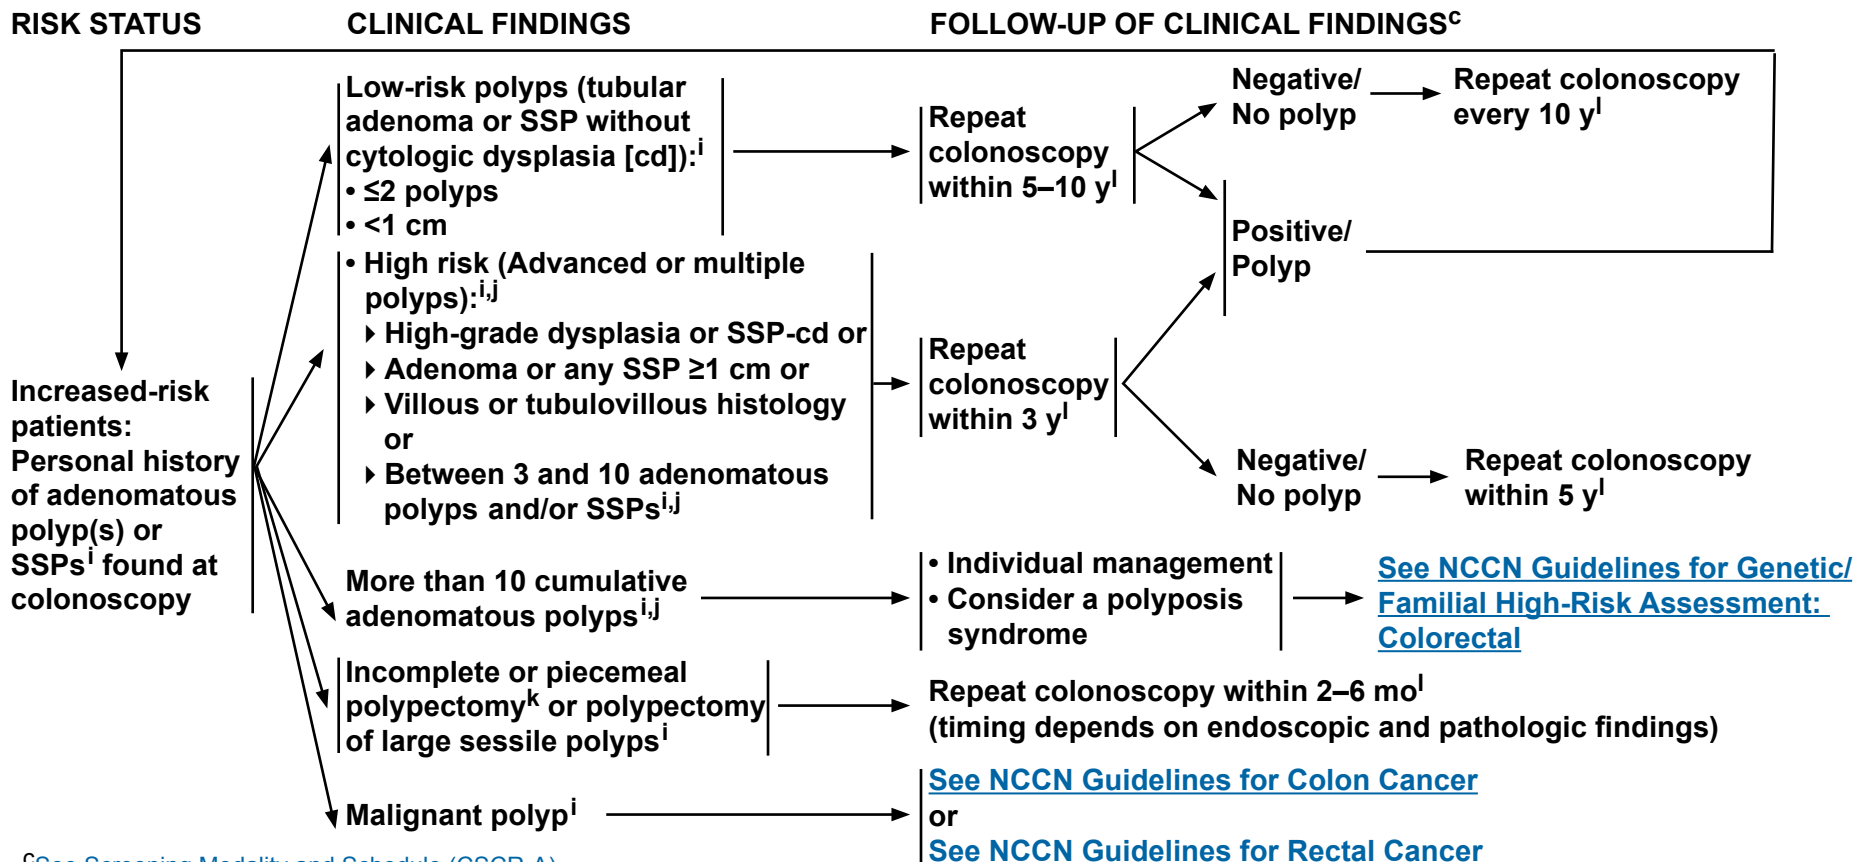 RISK STATUS
CLINICAL FINDINGS
FOLLOW-UP OF CLINICAL FINDINGSc
Increased-risk
patients:
Personal history
of adenomatous
polyp(s) or
SSPsi found at
colonoscopy
Low-risk polyps (tubular
adenoma or SSP without
cytologic dysplasia [cd]):i
• ≤2 polyps
• <1 cm
Repeat
colonoscopy
within 5–10 yl
Negative/
No polyp
Repeat colonoscopy
every 10 yl
Positive/
Polyp
• High risk (Advanced or multiple
polyps):i,j
High-grade dysplasia or SSP-cd or
Adenoma or any SSP ≥1 cm or
Villous or tubulovillous histology
or
Between 3 and 10 adenomatous
polyps and/or SSPsi,j
Repeat
colonoscopy
within 3 yl
Negative/
No polyp
Repeat colonoscopy
within 5 yl
More than 10 cumulative
adenomatous polypsi,j
• Individual management
• Consider a polyposis
syndrome
See NCCN Guidelines for Genetic/
Familial High-Risk Assessment:
Colorectal
Incomplete or piecemeal
polypectomyk or polypectomy
of large sessile polypsi
Repeat colonoscopy within 2–6 mol
(timing depends on endoscopic and pathologic findings)
Malignant polypi
See NCCN Guidelines for Colon Cancer
or
See NCCN Guidelines for Rectal Cancer
cSee Screening Modality and Schedule (CSCR-A)